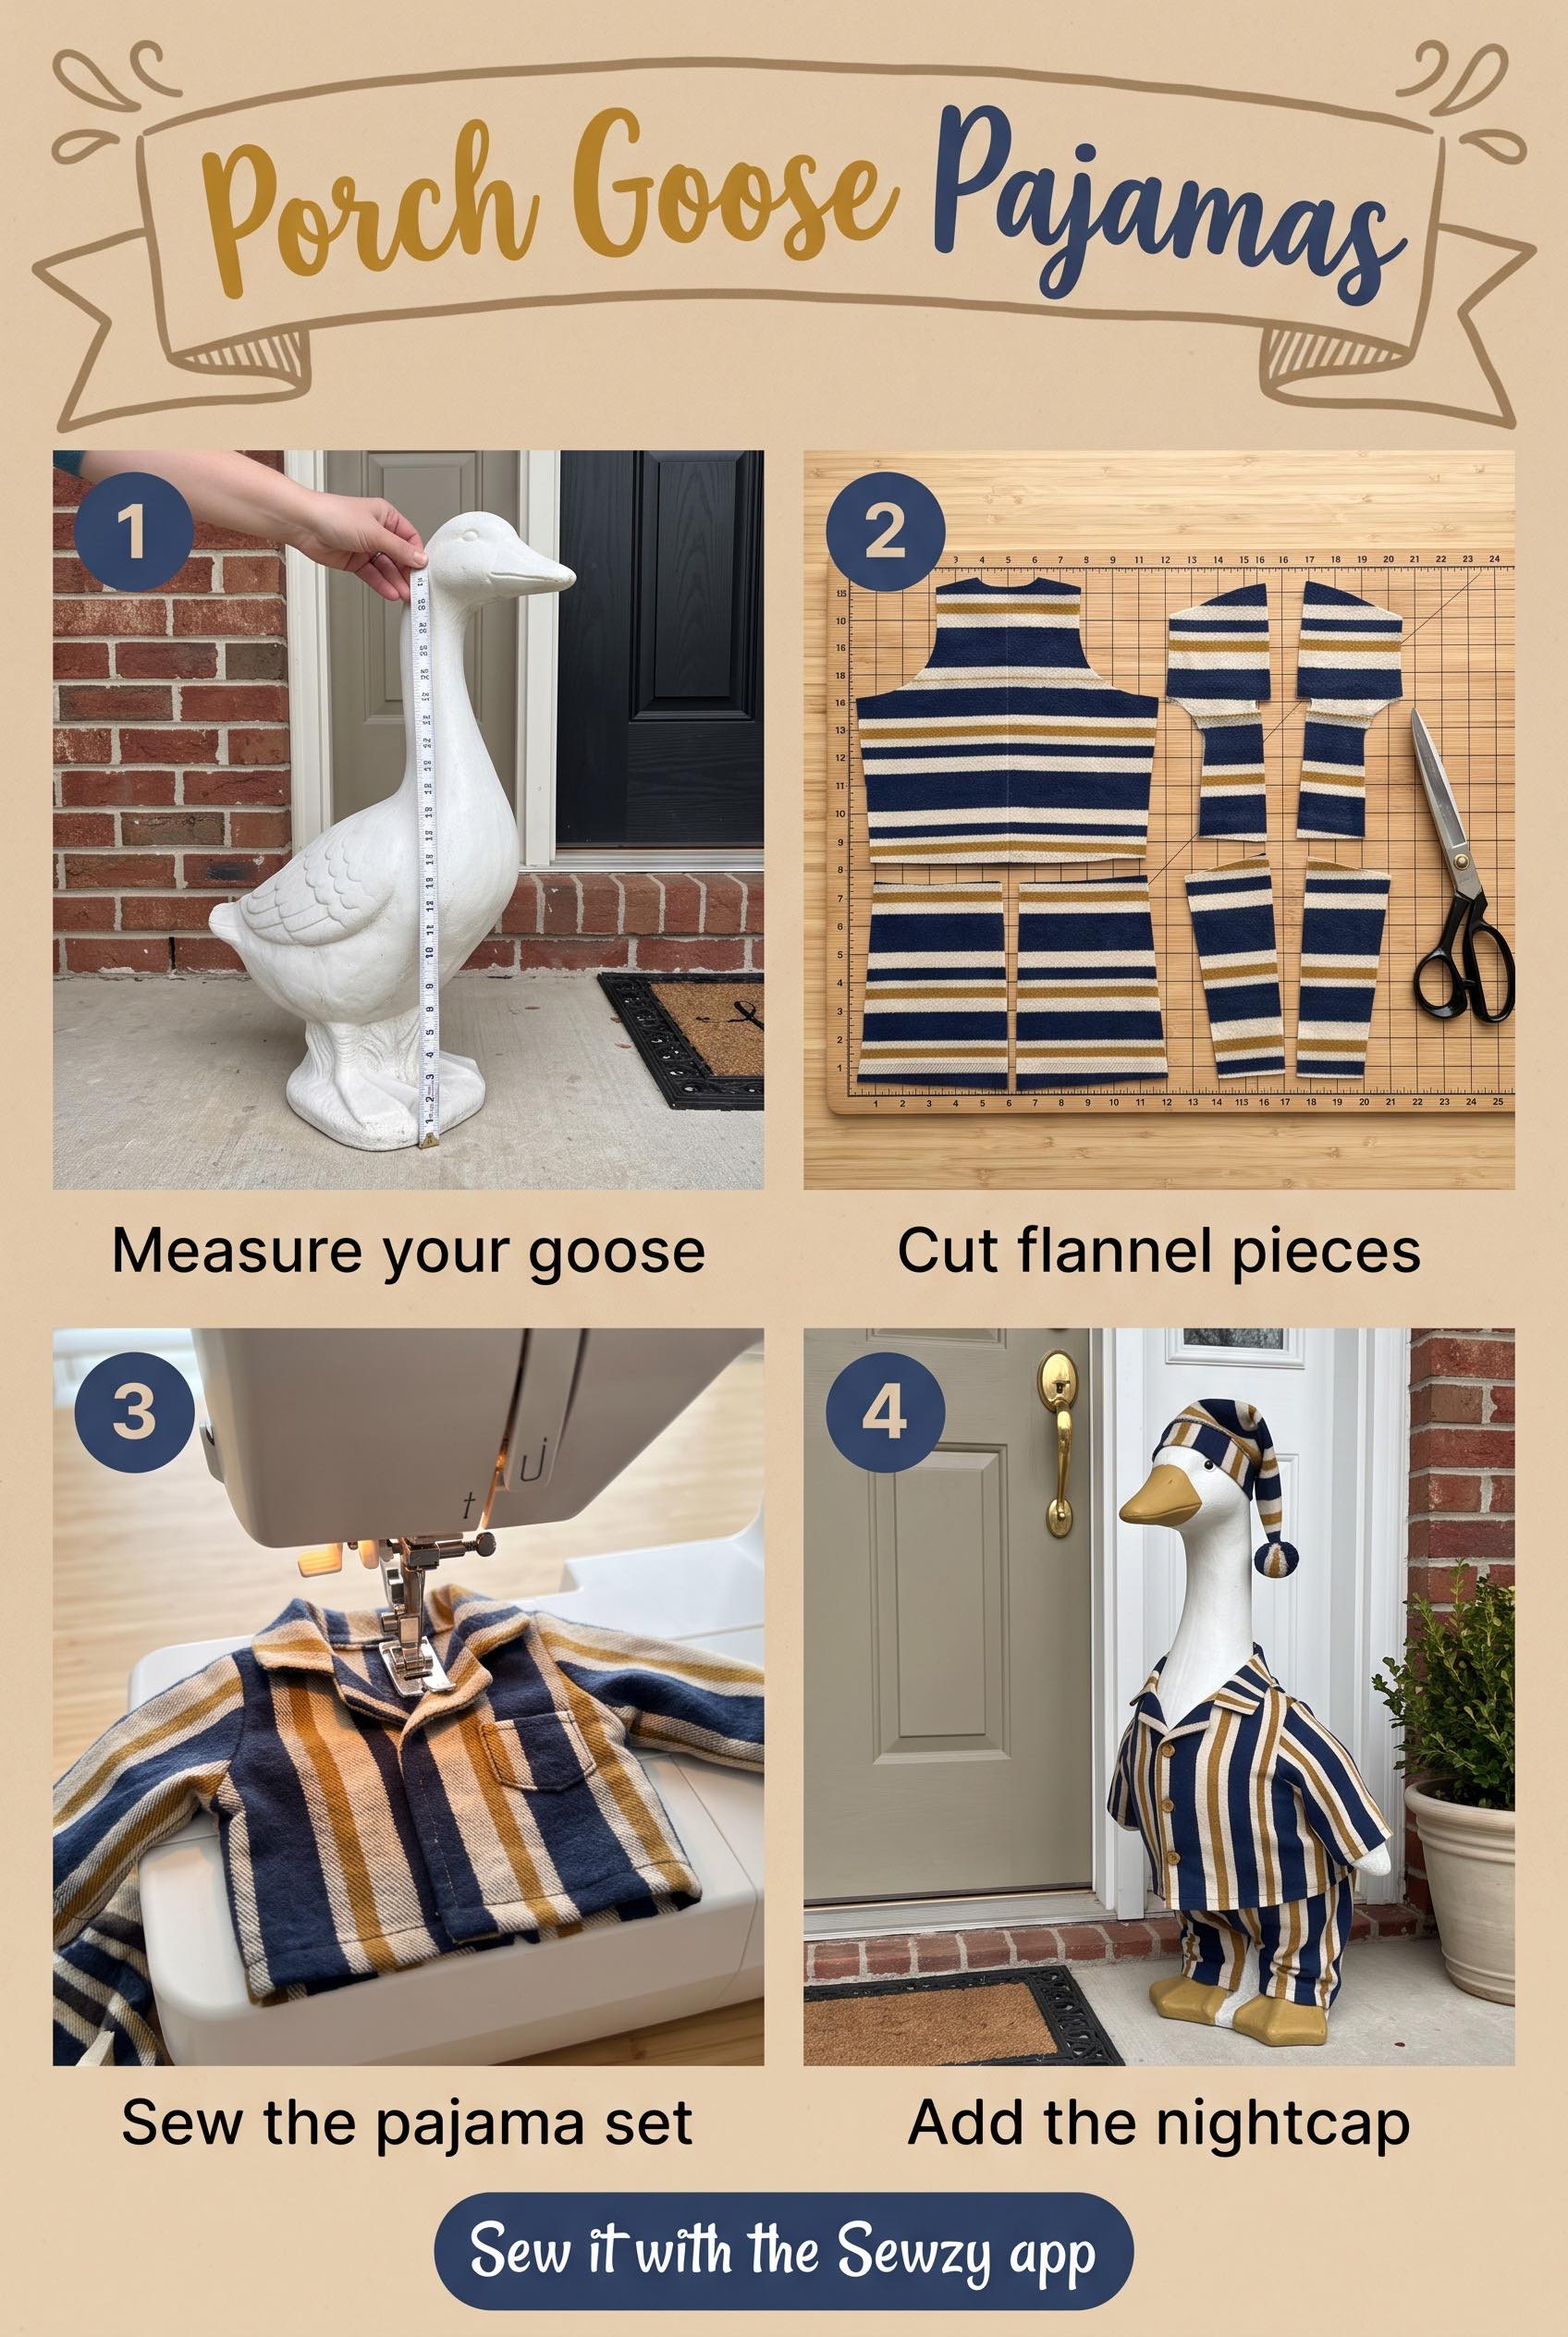 Porch Goose Pajamas
1
2
Measure your goose
Cut flannel pieces
3
4
Sew the pajama set
Add the nightcap
Sew it with the Sewzy app